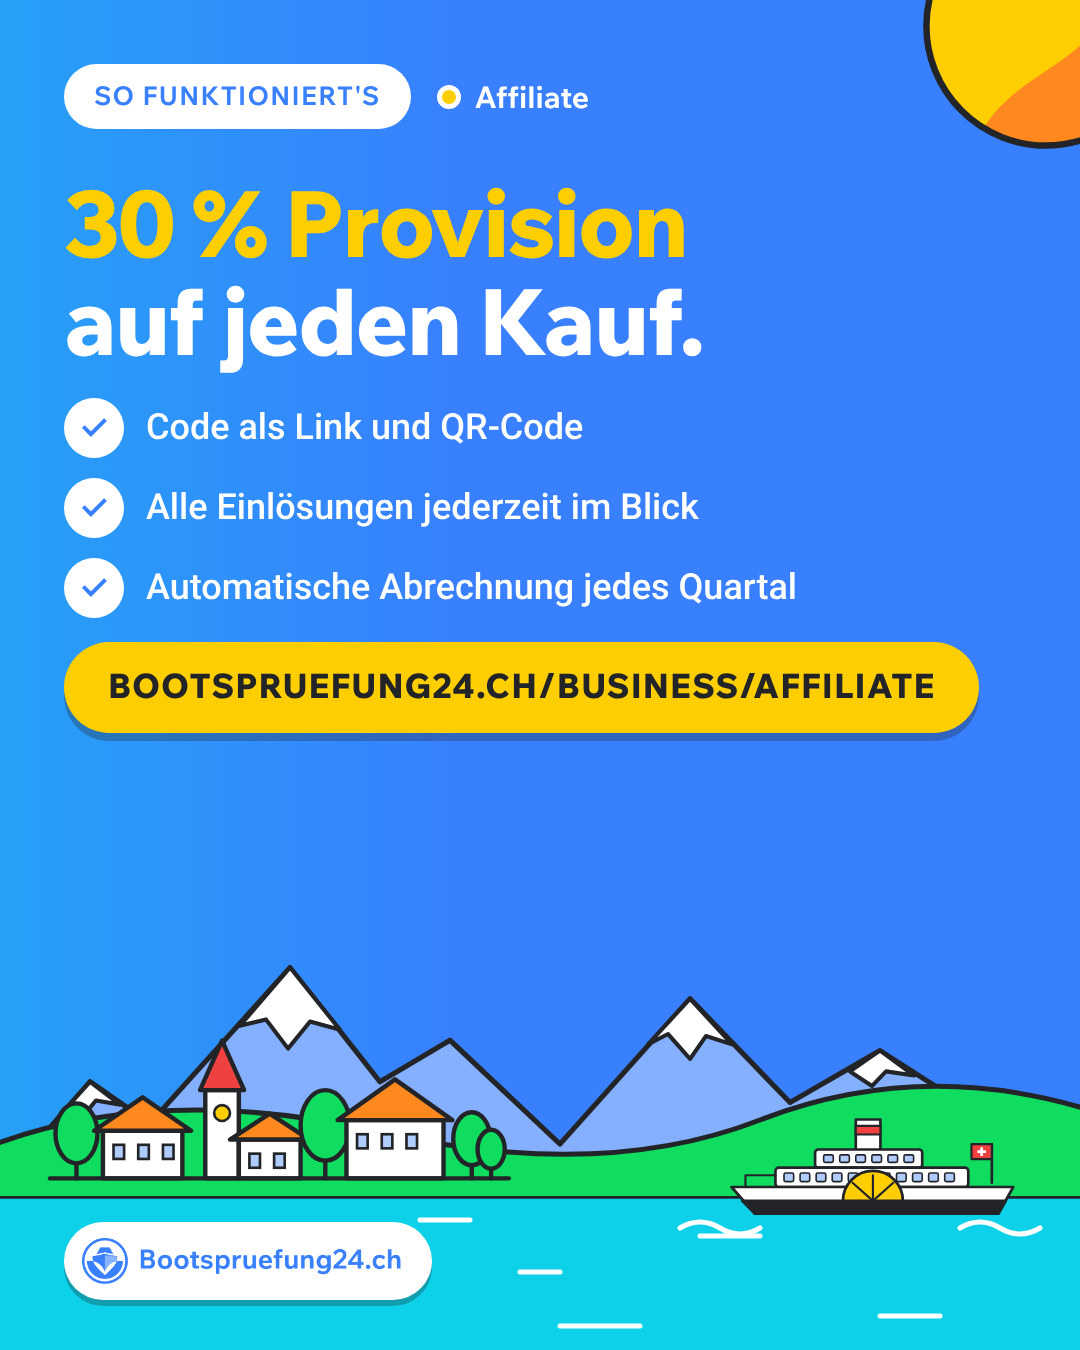 SO FUNKTIONIERT'S
Affiliate
30 % Provision
auf jeden Kauf.
Code als Link und QR-Code
Alle Einlösungen jederzeit im Blick
Automatische Abrechnung jedes Quartal
BOOTSPRUEFUNG24.CH/BUSINESS/AFFILIATE
Bootspruefung24.ch